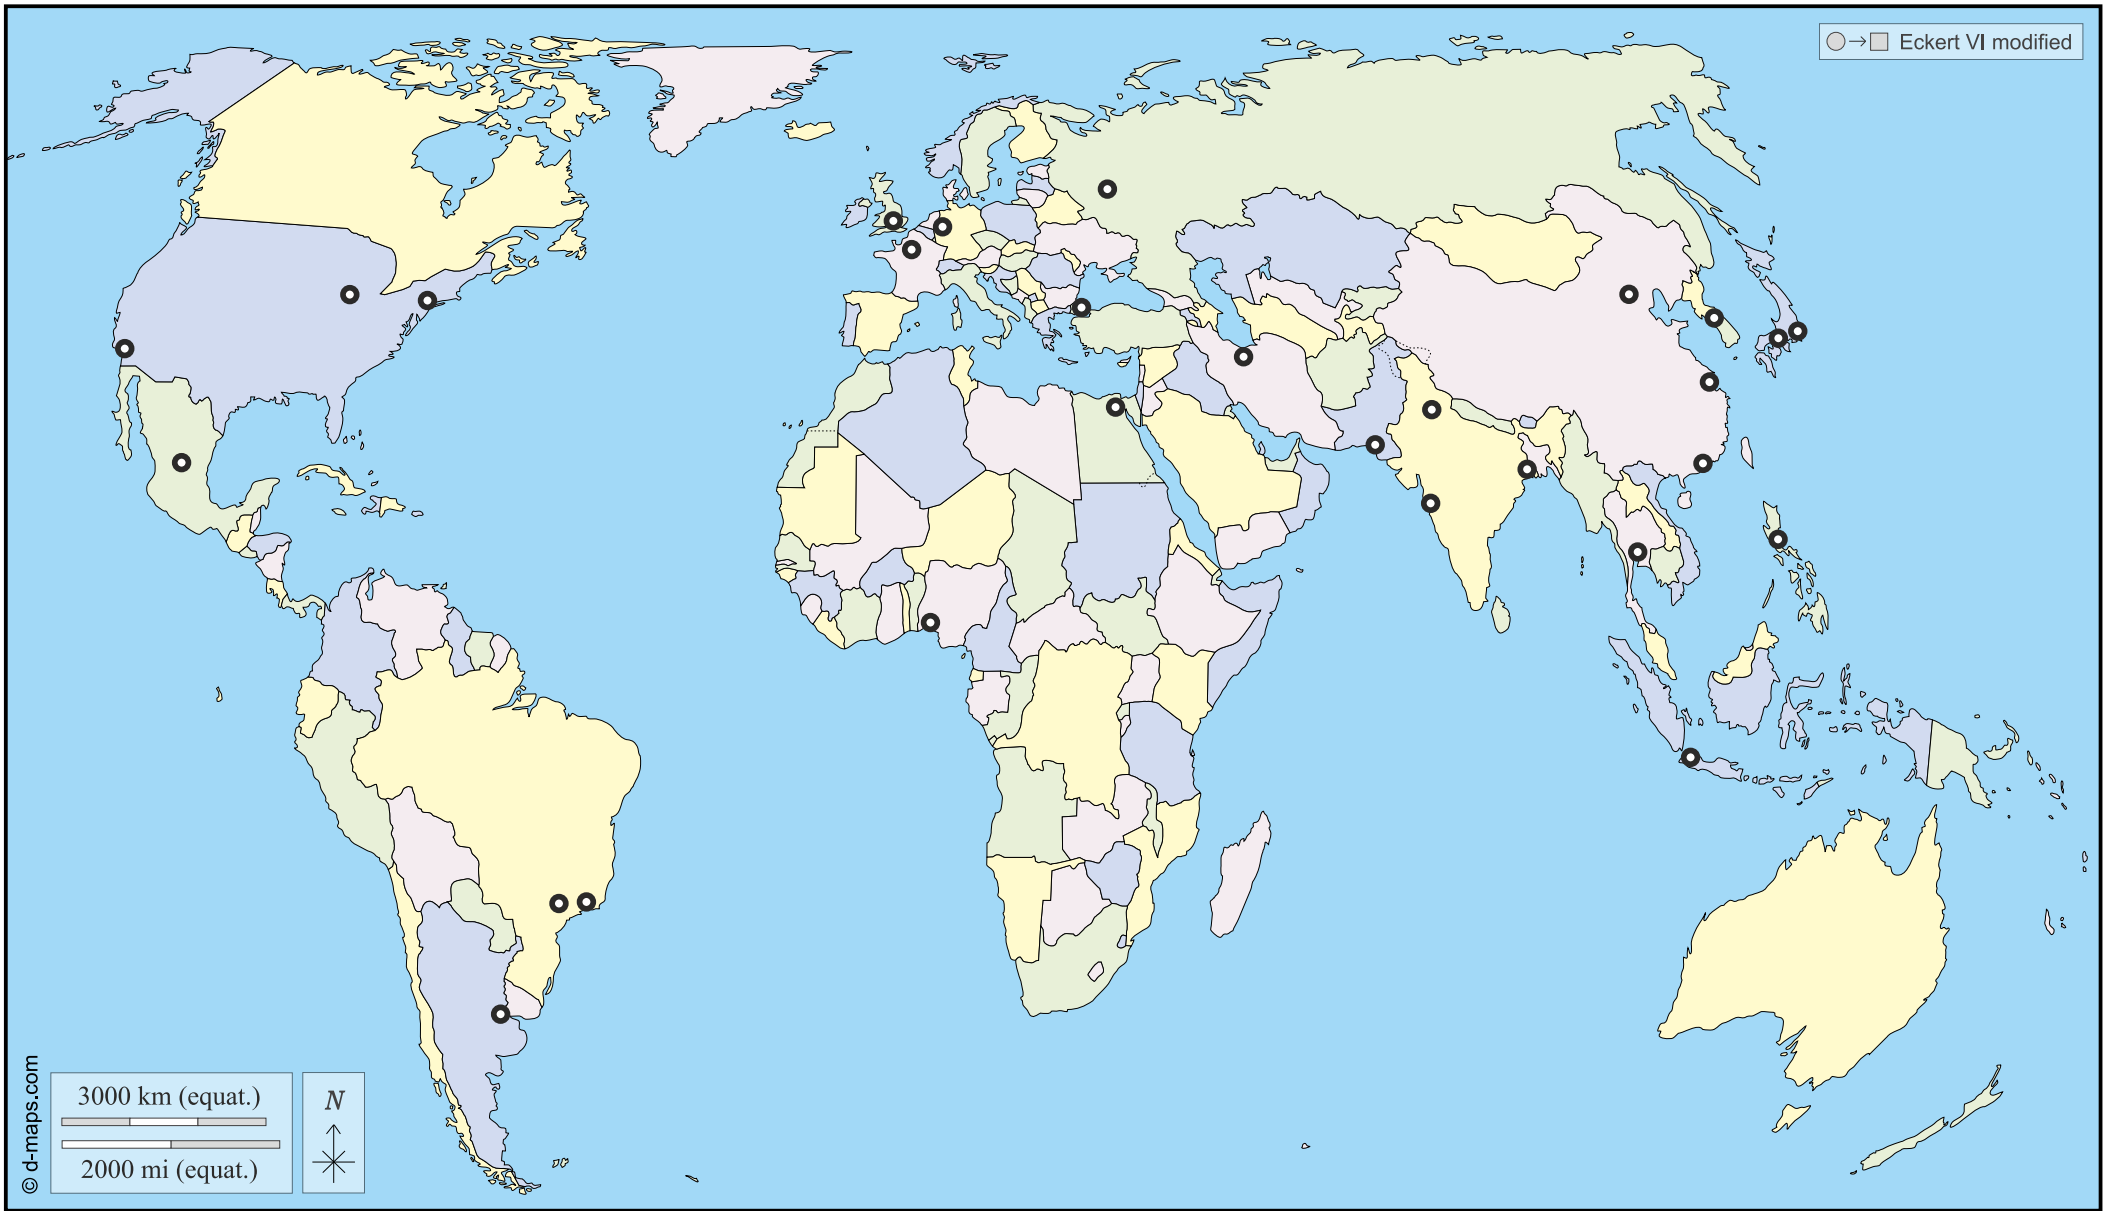 Eckert VI modified
© d-maps.com
3000 km (equat.)
2000 mi (equat.)
N